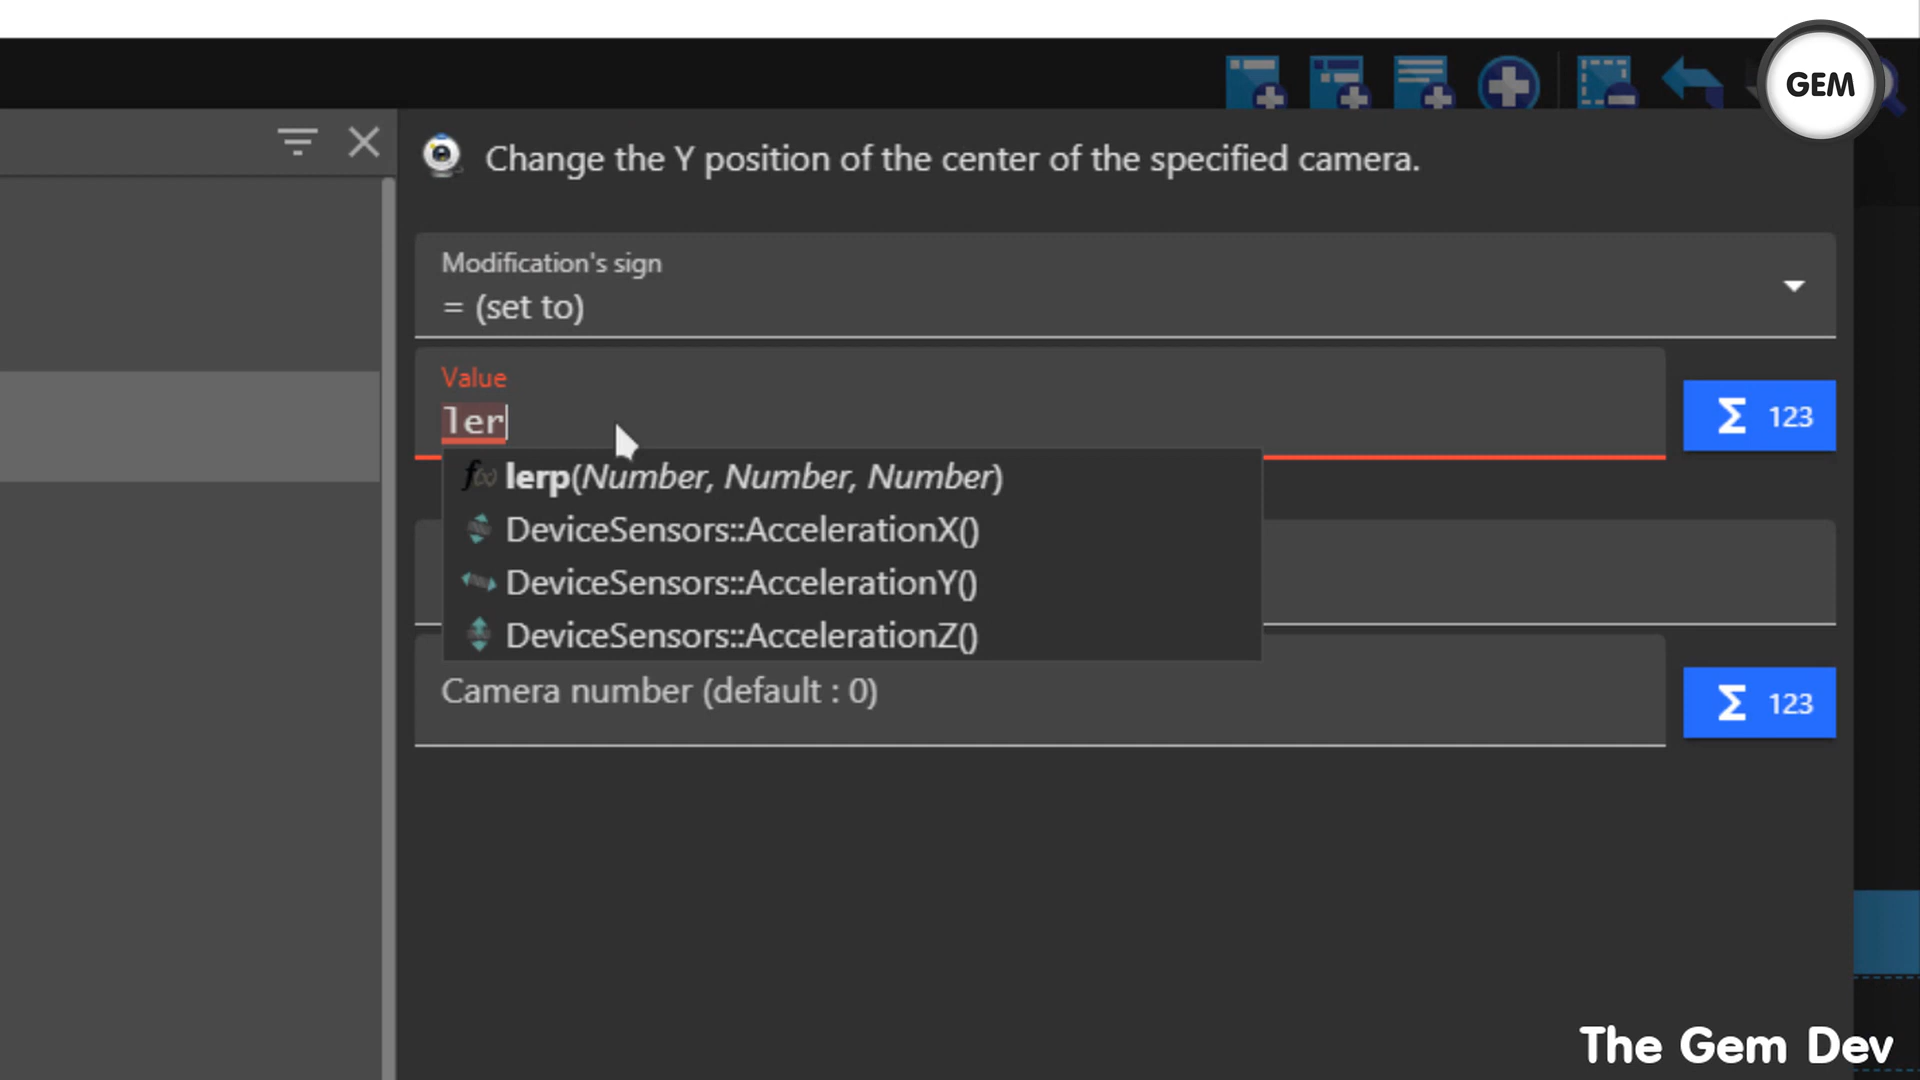 GEM
Change the Y position of the center of the specified camera.
Modification's sign
= (set to)
Value
ler
Σ 123
f(x) lerp(Number, Number, Number)
DeviceSensors::AccelerationX()
DeviceSensors::AccelerationY()
DeviceSensors::AccelerationZ()
Camera number (default : 0)
Σ 123
The Gem Dev